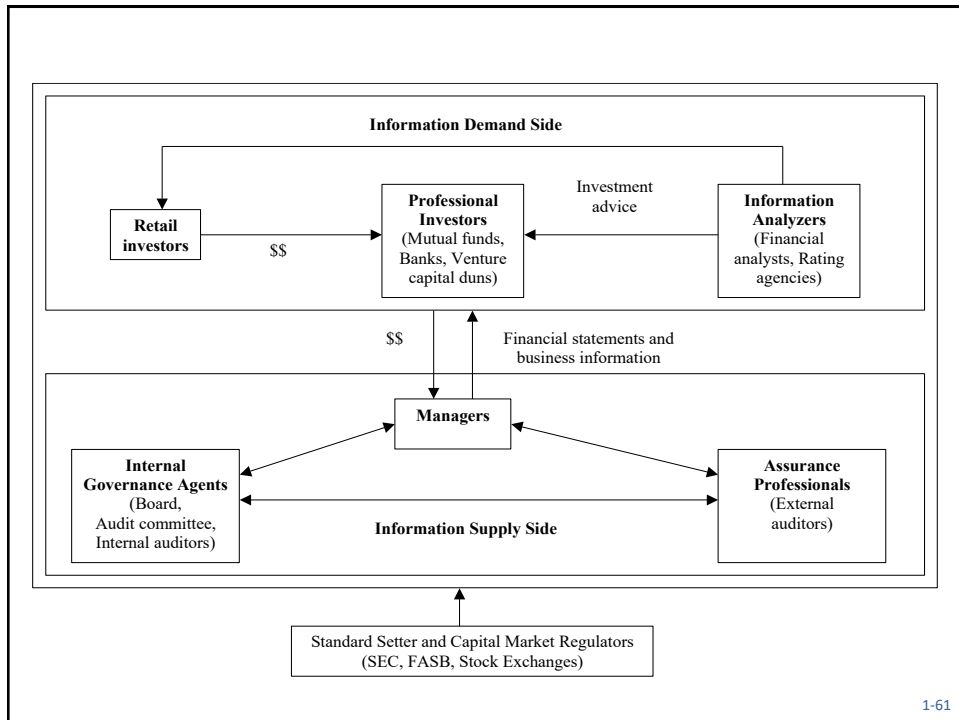 Information Demand Side
Retail
investors
$$
Professional
Investors
(Mutual funds,
Banks, Venture
capital duns)
Investment
advice
Information
Analyzers
(Financial
analysts, Rating
agencies)
$$
Financial statements and
business information
Managers
Internal
Governance Agents
(Board,
Audit committee,
Internal auditors)
Information Supply Side
Assurance
Professionals
(External
auditors)
Standard Setter and Capital Market Regulators
(SEC, FASB, Stock Exchanges)
1-61